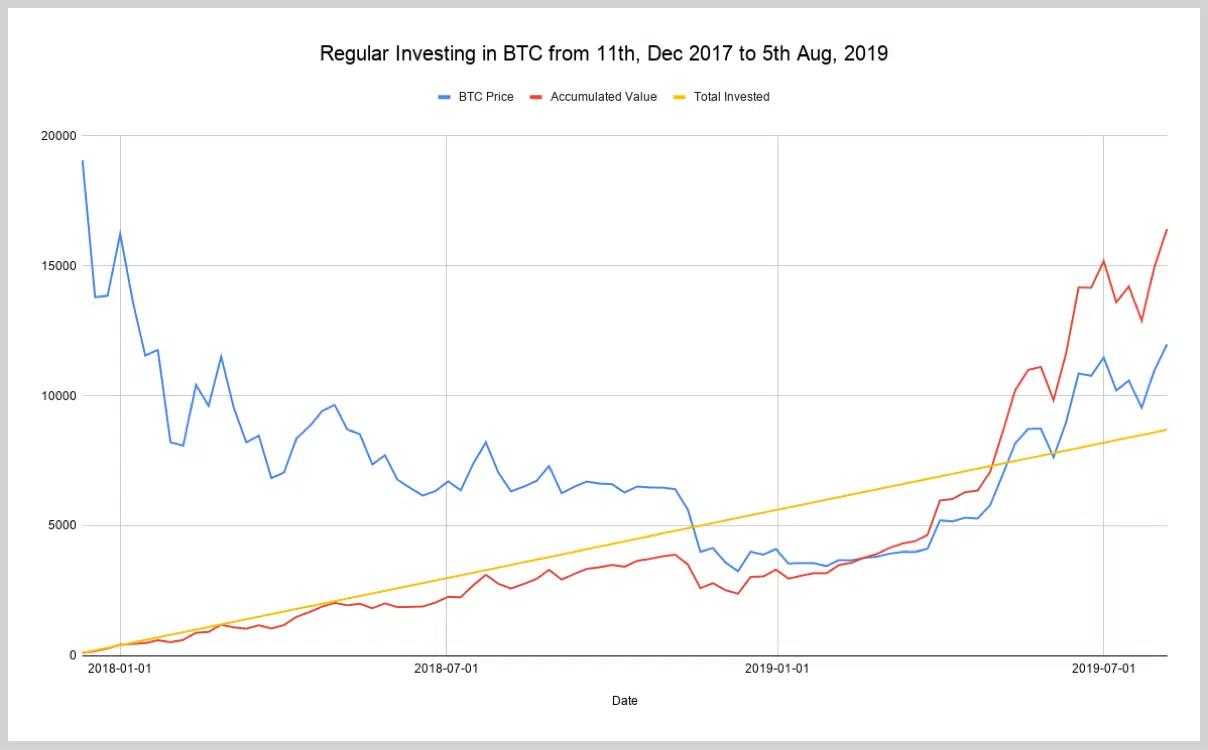 Regular Investing in BTC from 11th, Dec 2017 to 5th Aug, 2019
BTC Price Accumulated Value Total Invested
20000
15000
10000
5000
0
2018-01-01 2018-07-01 2019-01-01 2019-07-01
Date